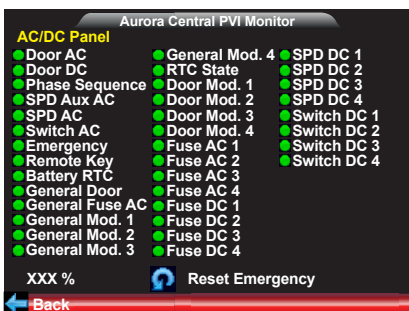 Aurora Central PVI Monitor
AC/DC Panel
Door AC
Door DC
Phase Sequence
SPD Aux AC
SPD AC
Switch AC
Emergency
Remote Key
Battery RTC
General Door
General Fuse AC
General Mod. 1
General Mod. 2
General Mod. 3
General Mod. 4
RTC State
Door Mod. 1
Door Mod. 2
Door Mod. 3
Door Mod. 4
Fuse AC 1
Fuse AC 2
Fuse AC 3
Fuse AC 4
Fuse DC 1
Fuse DC 2
Fuse DC 3
Fuse DC 4
SPD DC 1
SPD DC 2
SPD DC 3
SPD DC 4
Switch DC 1
Switch DC 2
Switch DC 3
Switch DC 4
XXX %
Reset Emergency
Back